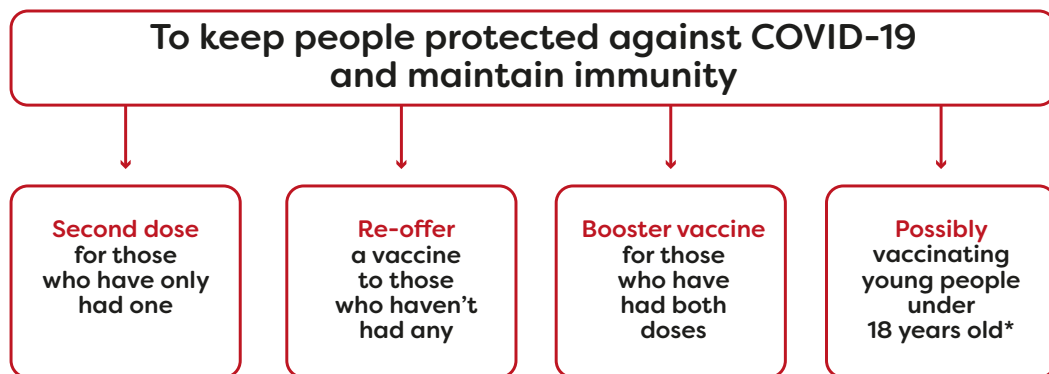 To keep people protected against COVID-19
and maintain immunity
Second dose
for those
who have only
had one
Re-offer
a vaccine
to those
who haven’t
had any
Booster vaccine
for those
who have
had both
doses
Possibly
vaccinating
young people
under
18 years old*